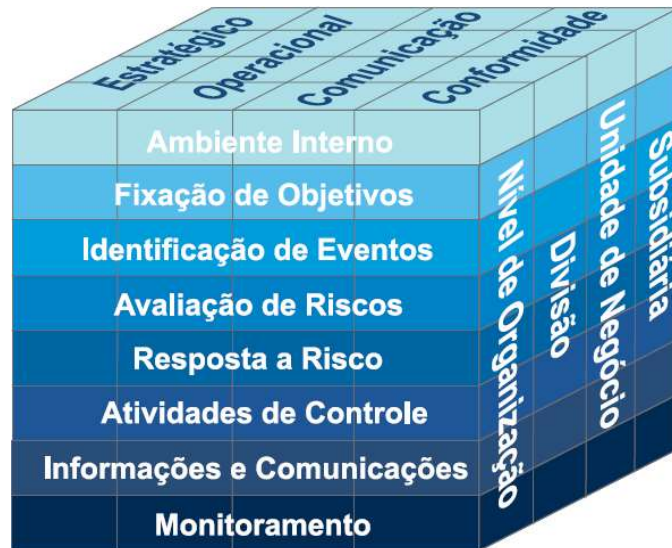 Estratégico
Operacional
Comunicação
Conformidade
Ambiente Interno
Fixação de Objetivos
Identificação de Eventos
Avaliação de Riscos
Resposta a Risco
Atividades de Controle
Informações e Comunicações
Monitoramento
Nível de Organização
Divisão
Unidade de Negócio
Subsidiária